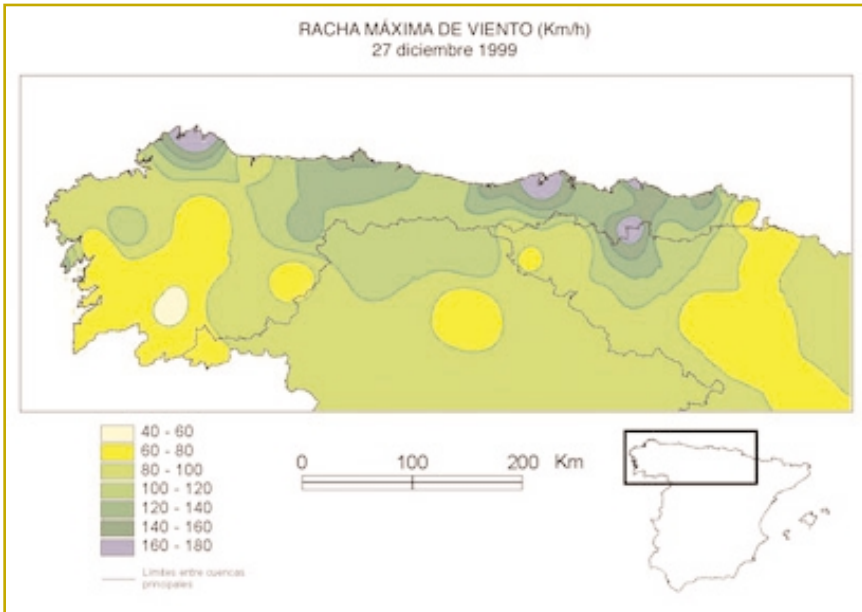 RACHA MÁXIMA DE VIENTO (Km/h)
27 diciembre 1999
40 - 60
60 - 80
80 - 100
100 - 120
120 - 140
140 - 160
160 - 180
Límites entre cuencas
principales
0 100 200 Km